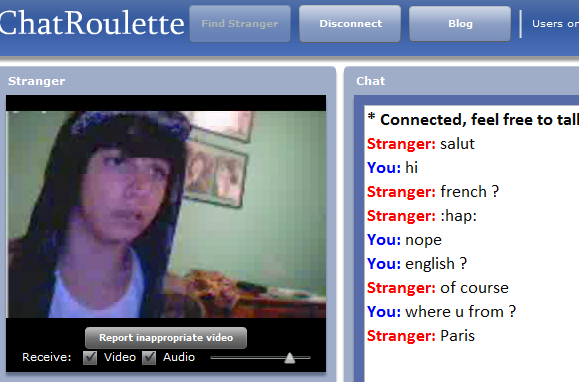 ChatRoulette
Find Stranger
Disconnect
Blog
Users on
Stranger
Report inappropriate video
Receive: Video Audio
Chat
* Connected, feel free to talk
Stranger: salut
You: hi
Stranger: french ?
Stranger: :hap:
You: nope
You: english ?
Stranger: of course
You: where u from ?
Stranger: Paris